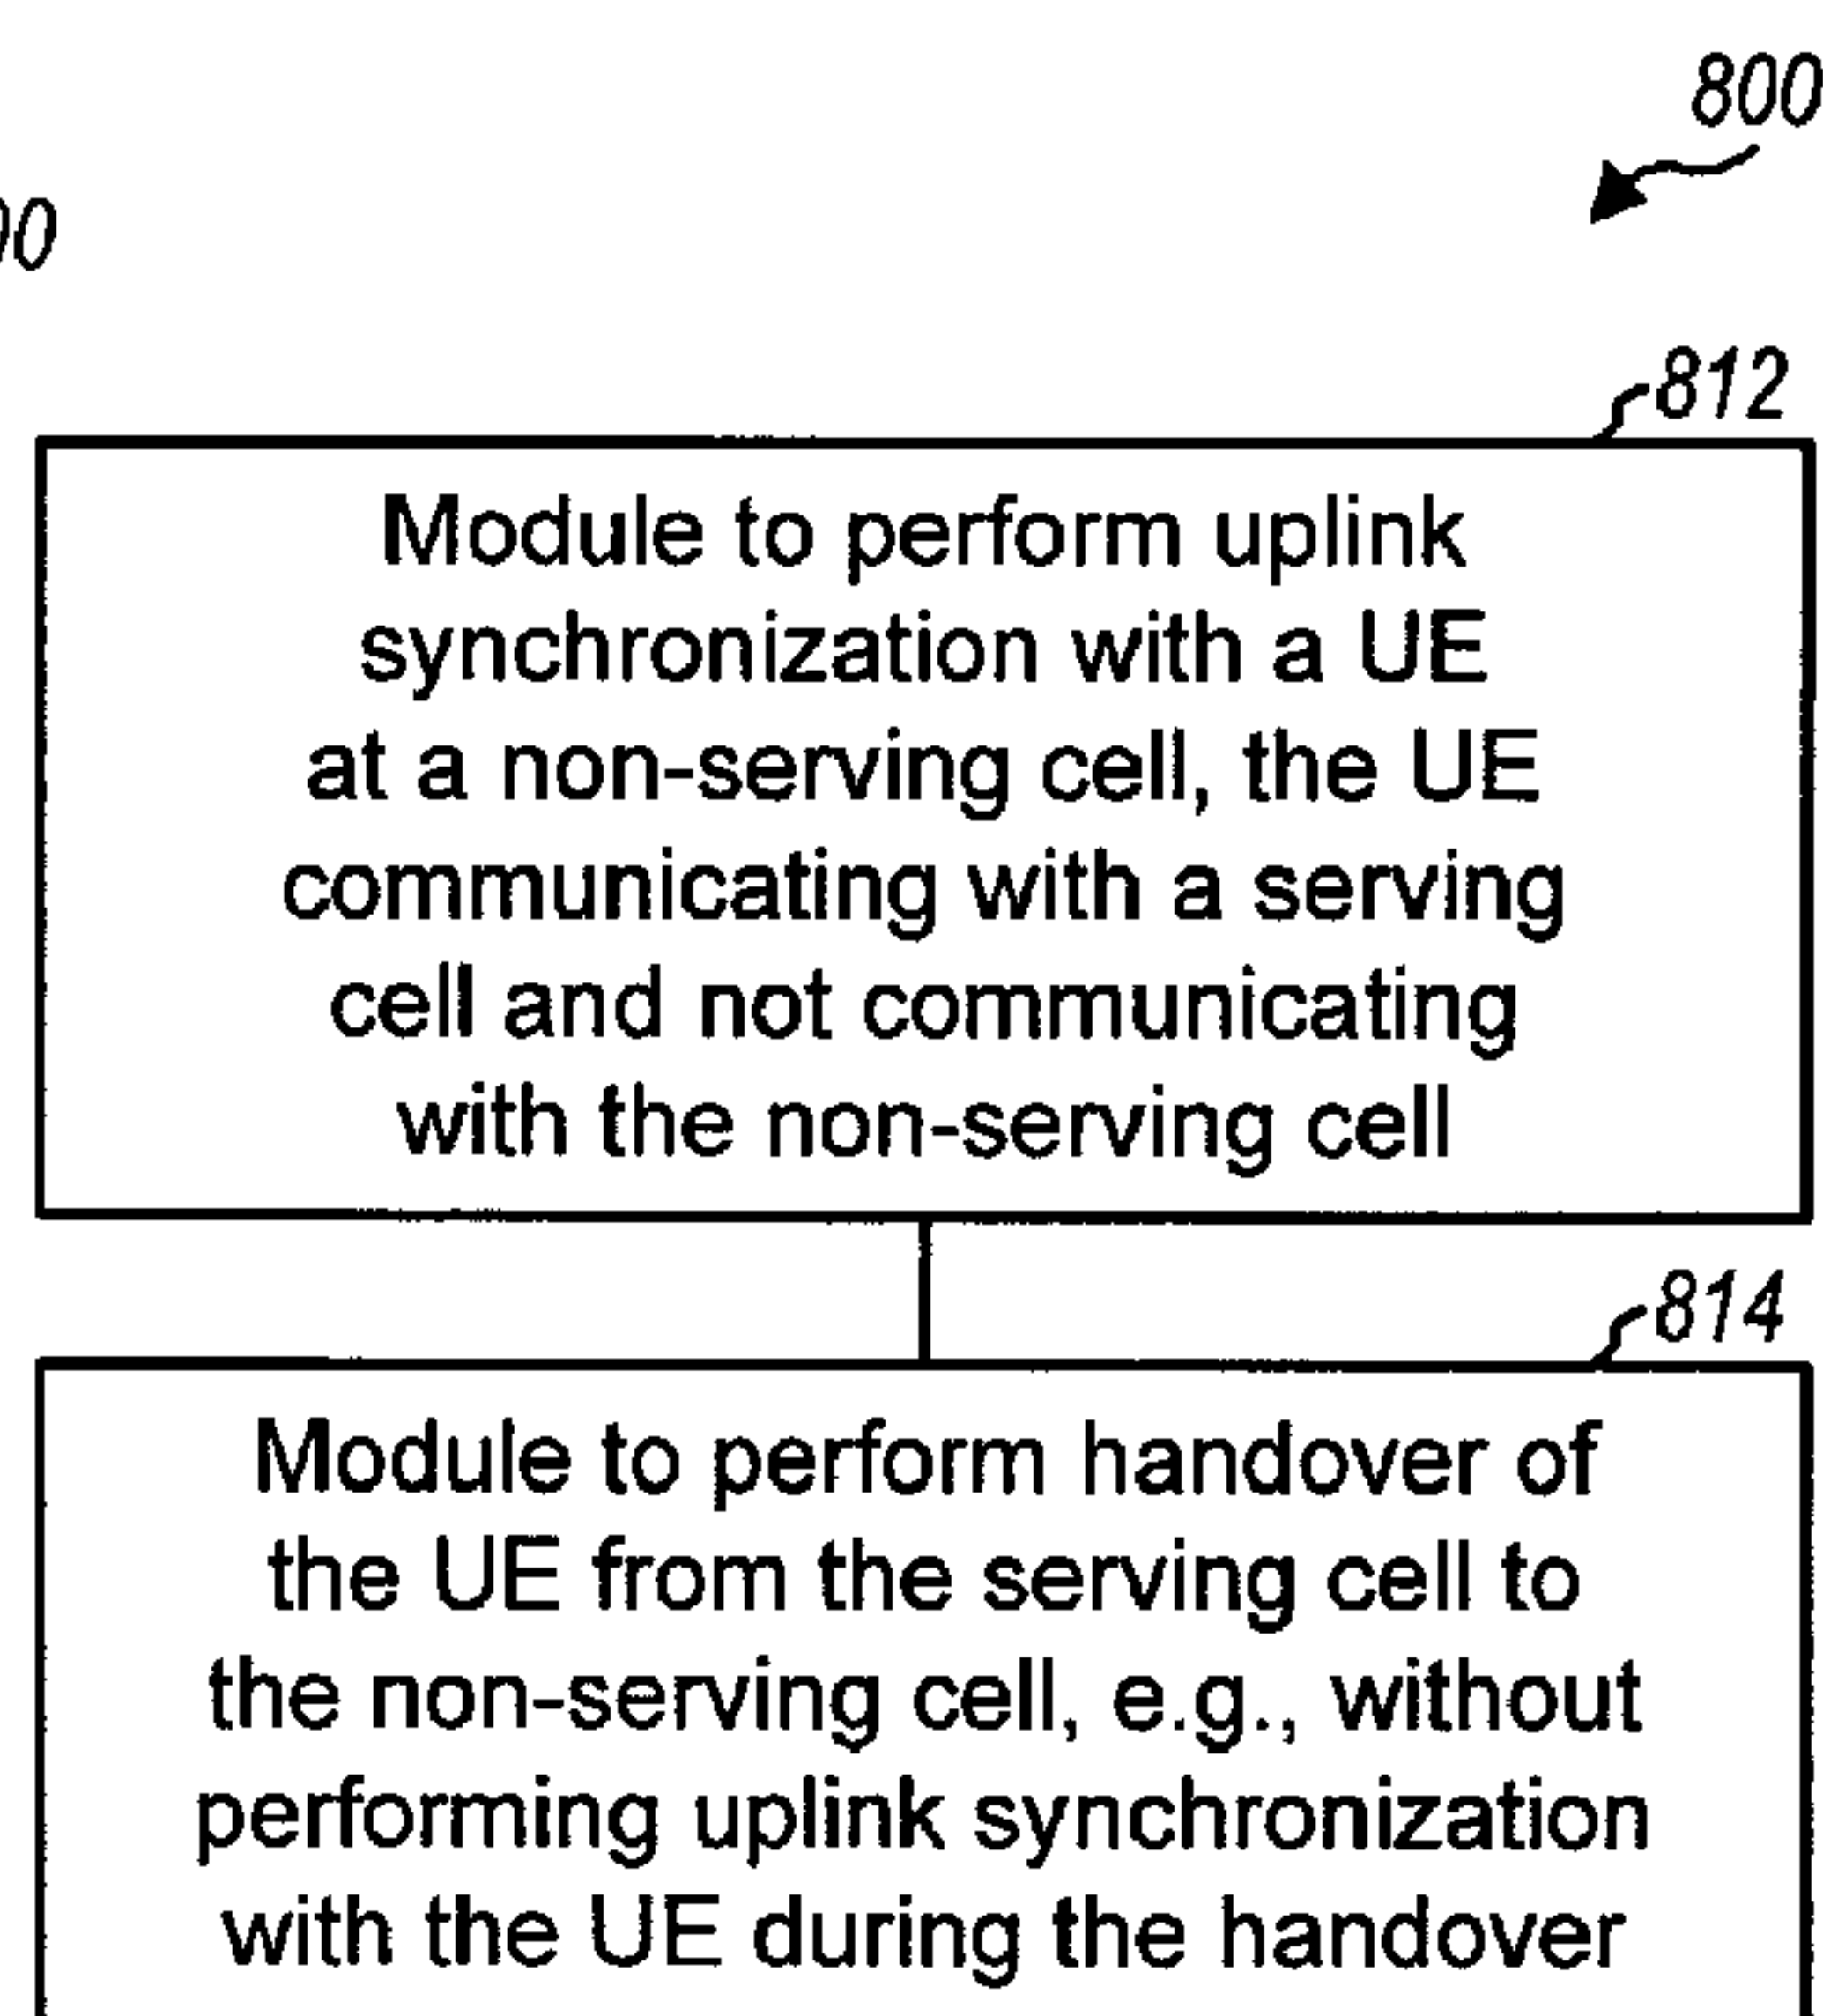 800
812
Module to perform uplink
synchronization with a UE
at a non-serving cell, the UE
communicating with a serving
cell and not communicating
with the non-serving cell
814
Module to perform handover of
the UE from the serving cell to
the non-serving cell, e.g., without
performing uplink synchronization
with the UE during the handover